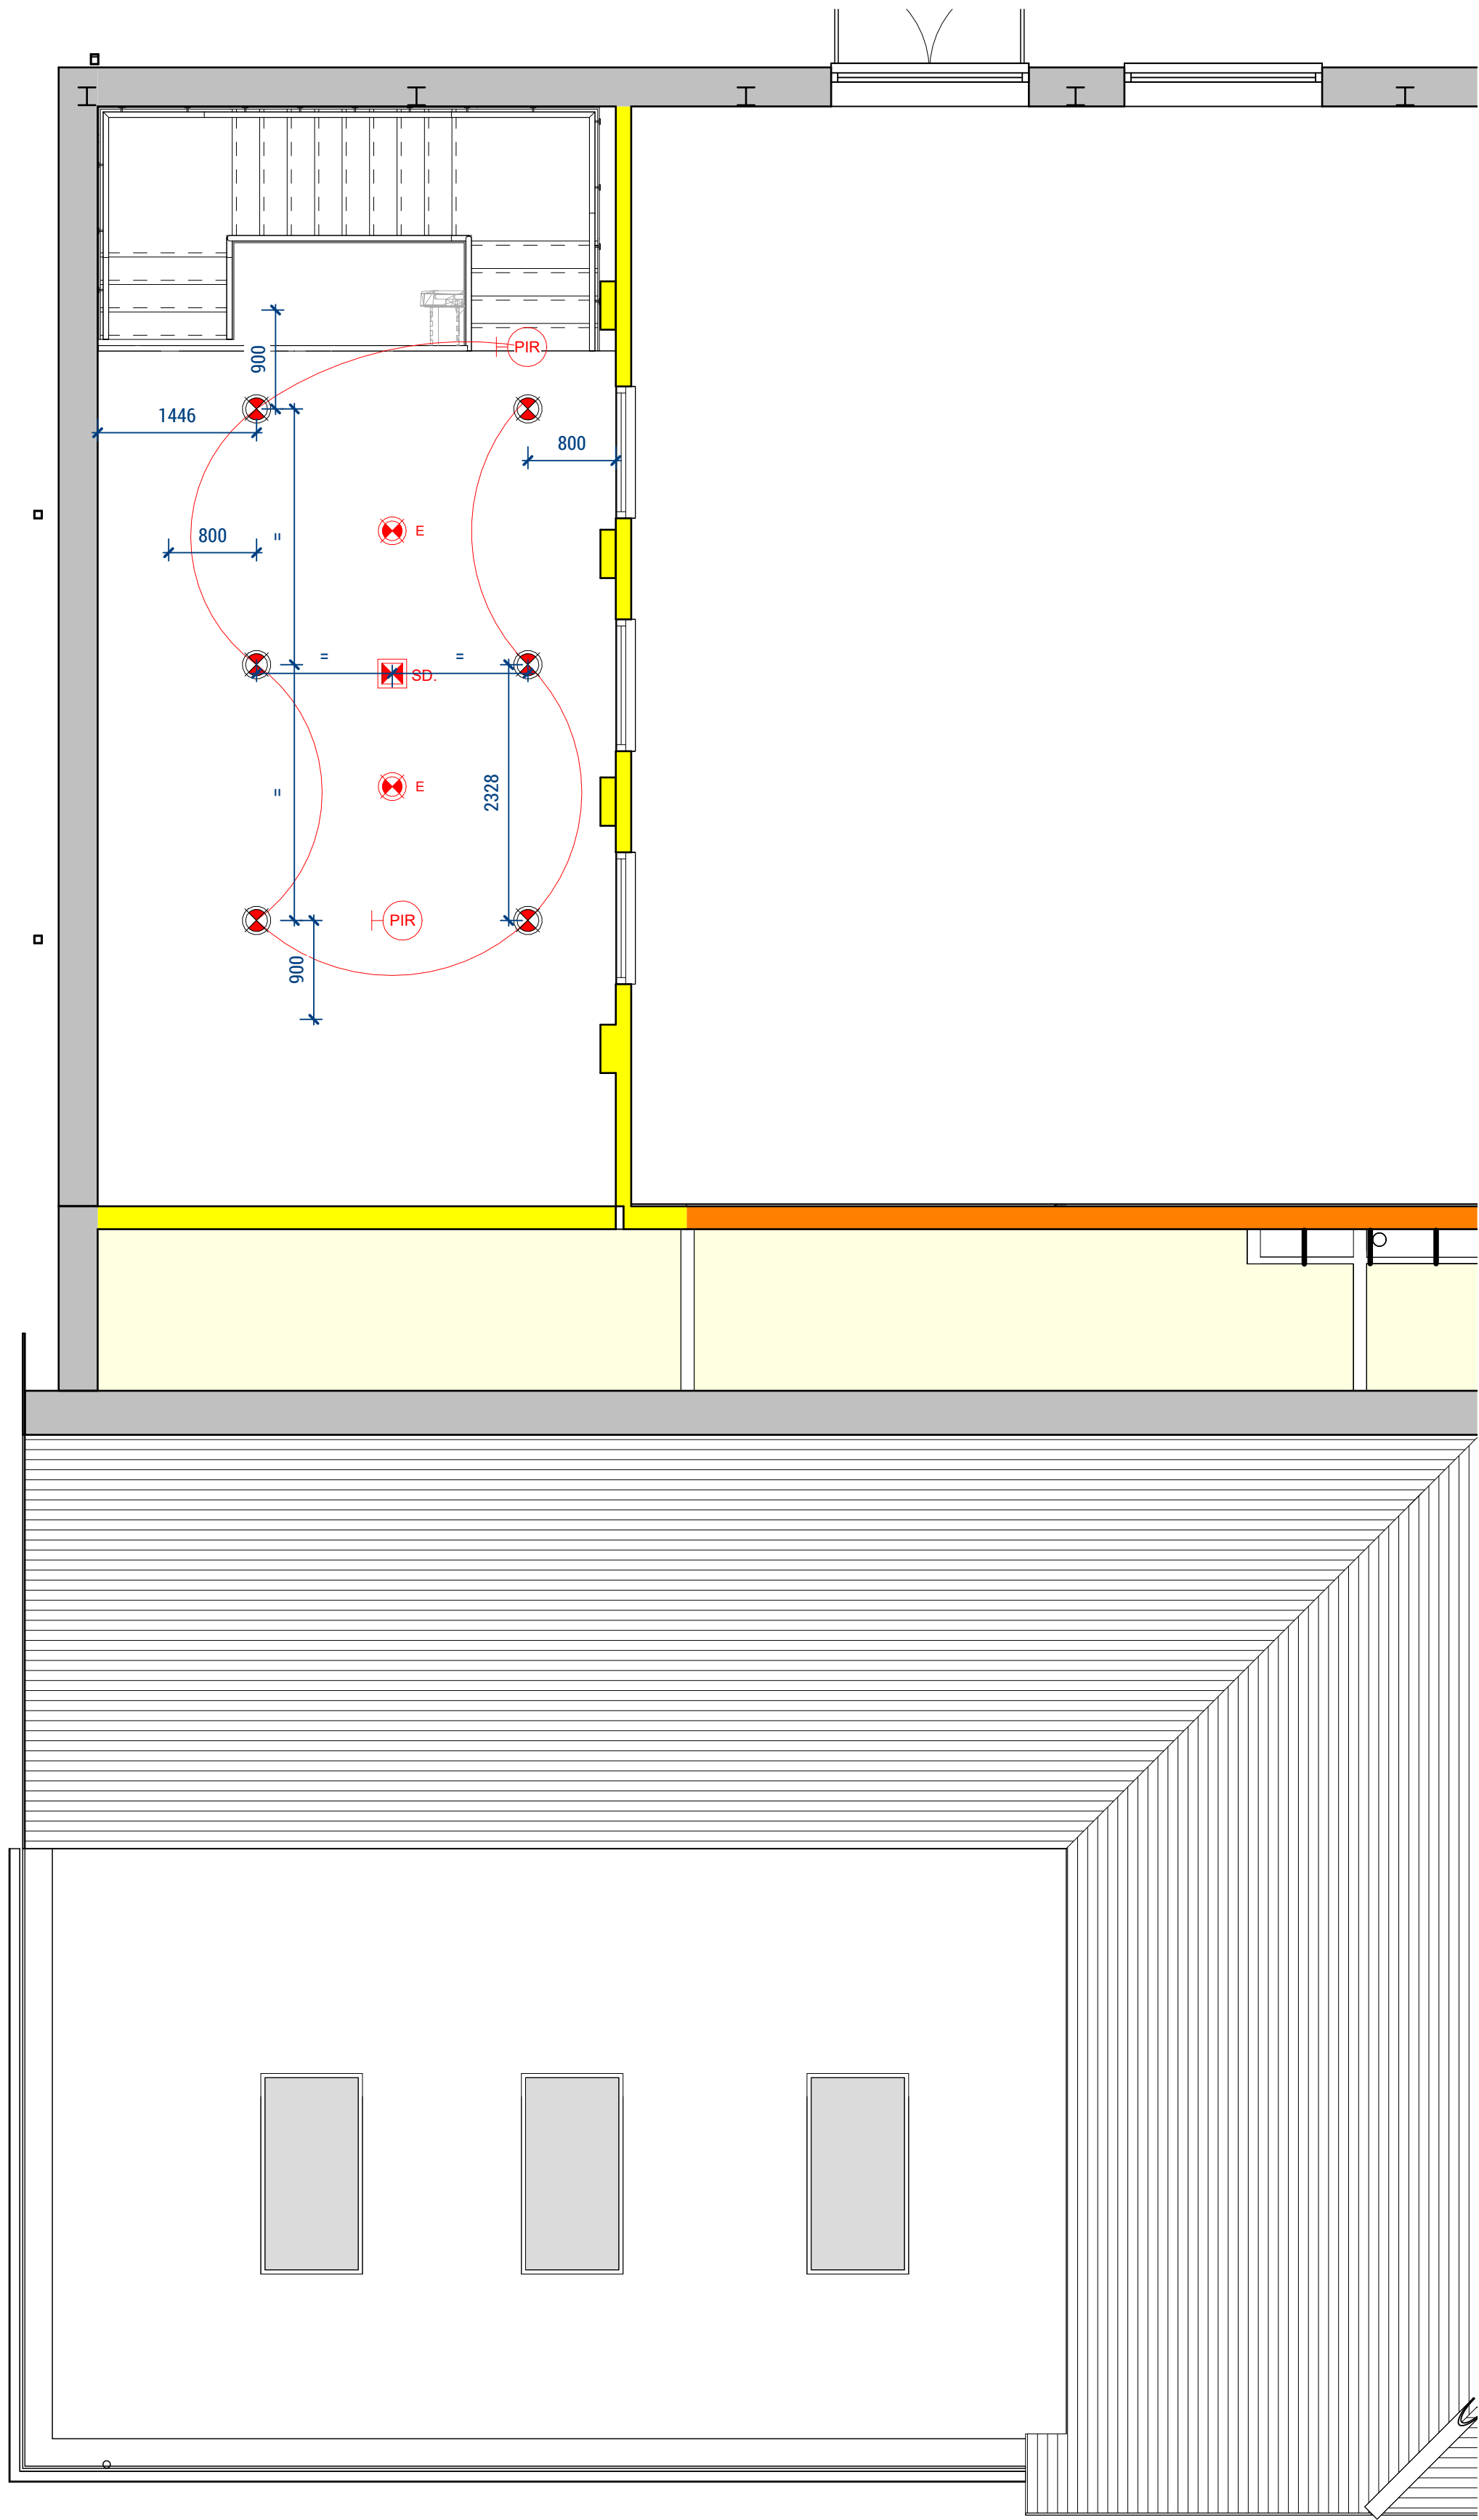 PIR
900
1446
800
E
800
=
=
=
SD.
E
2328
=
PIR
900